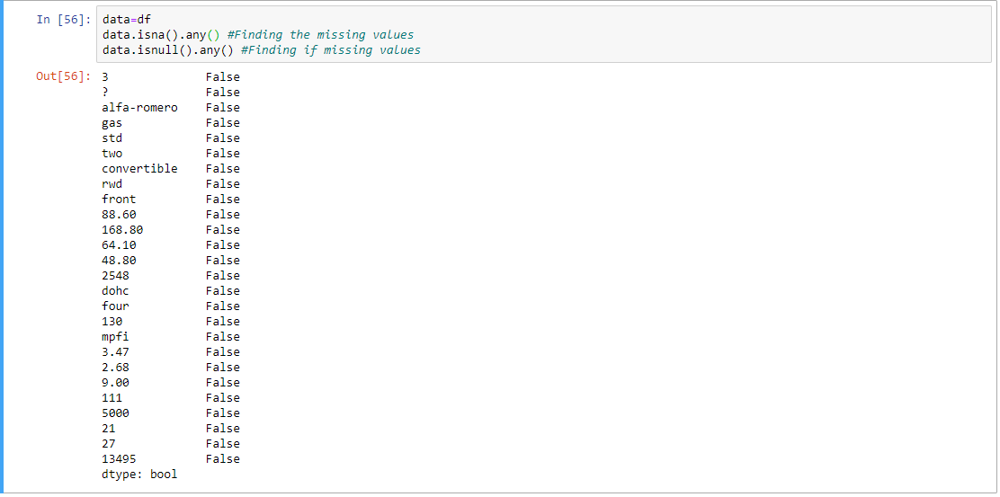 In [56]: data=df
data.isna().any() #Finding the missing values
data.isnull().any() #Finding if missing values
Out[56]: 3 False
? False
alfa-romero False
gas False
std False
two False
convertible False
rwd False
front False
88.60 False
168.80 False
64.10 False
48.80 False
2548 False
dohc False
four False
130 False
mpfi False
3.47 False
2.68 False
9.00 False
111 False
5000 False
21 False
27 False
13495 False
dtype: bool